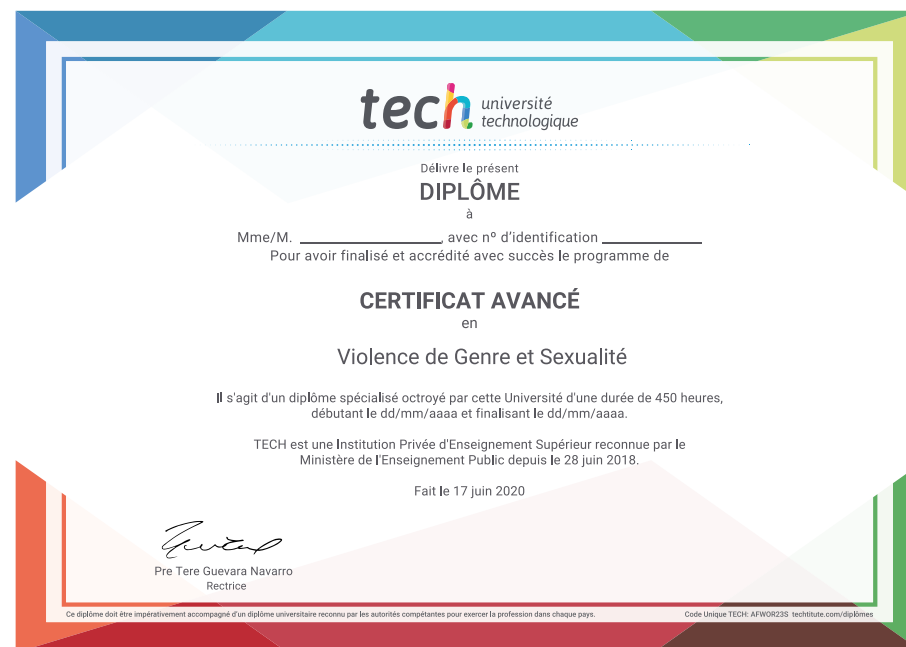 tech université
technologique
Délivre le présent
DIPLÔME
à
Mme/M. ____________, avec nº d'identification ____________
Pour avoir finalisé et accrédité avec succès le programme de
CERTIFICAT AVANCÉ
en
Violence de Genre et Sexualité
Il s'agit d'un diplôme spécialisé octroyé par cette Université d'une durée de 450 heures,
débutant le dd/mm/aaaa et finalisant le dd/mm/aaaa.
TECH est une Institution Privée d'Enseignement Supérieur reconnue par le
Ministère de l'Enseignement Public depuis le 28 juin 2018.
Fait le 17 juin 2020
Pre Tere Guevara Navarro
Rectrice
Ce diplôme doit être impérativement accompagné d'un diplôme universitaire reconnu par les autorités compétentes pour exercer la profession dans chaque pays.
Code Unique TECH: AFWOR23S techtitute.com/diplômes